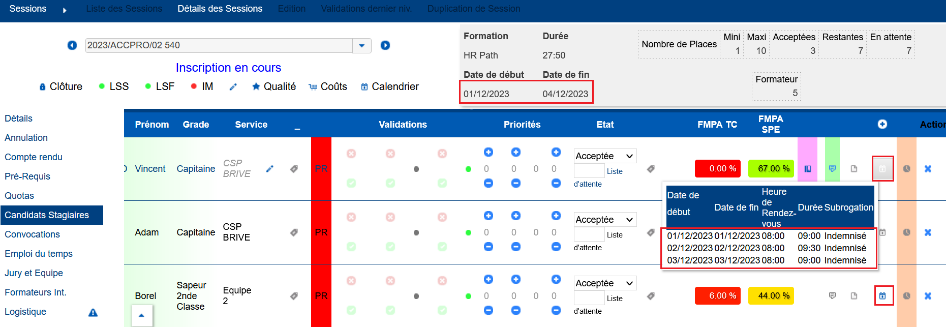 Sessions Liste des Sessions Détails des Sessions Edition Validations dernier niv. Duplication de Session
2023/ACCPRO/02 540
Inscription en cours
Clôture LSS LSF IM Qualité Coûts Calendrier
Formation Durée
HR Path 27:50
Date de début Date de fin
01/12/2023 04/12/2023
Mini Maxi Acceptées Restantes En attente
Nombre de Places 1 10 3 7 7
Formateur
5
Détails
Annulation
Compte rendu
Pré-Requis
Quotas
Candidats Stagiaires
Convocations
Emploi du temps
Jury et Equipe
Formateurs Int.
Logistique
Prénom Grade Service _ Validations Priorités Etat FMPA TC FMPA SPE Action
Vincent Capitaine CSP BRIVE PR 0 0 0 Acceptée Liste d'attente 0.00 % 67.00 %
Adam Capitaine CSP BRIVE PR 0 0 0 Acceptée Liste d'attente
Borel Sapeur 2nde Classe Equipe 2 PR 0 0 0 Acceptée Liste d'attente 6.00 % 44.00 %
Date de début Date de fin Heure de Rendez-vous Durée Subrogation
01/12/2023 01/12/2023 08:00 09:00 Indemnisé
02/12/2023 02/12/2023 08:00 09:30 Indemnisé
03/12/2023 03/12/2023 08:00 09:00 Indemnisé